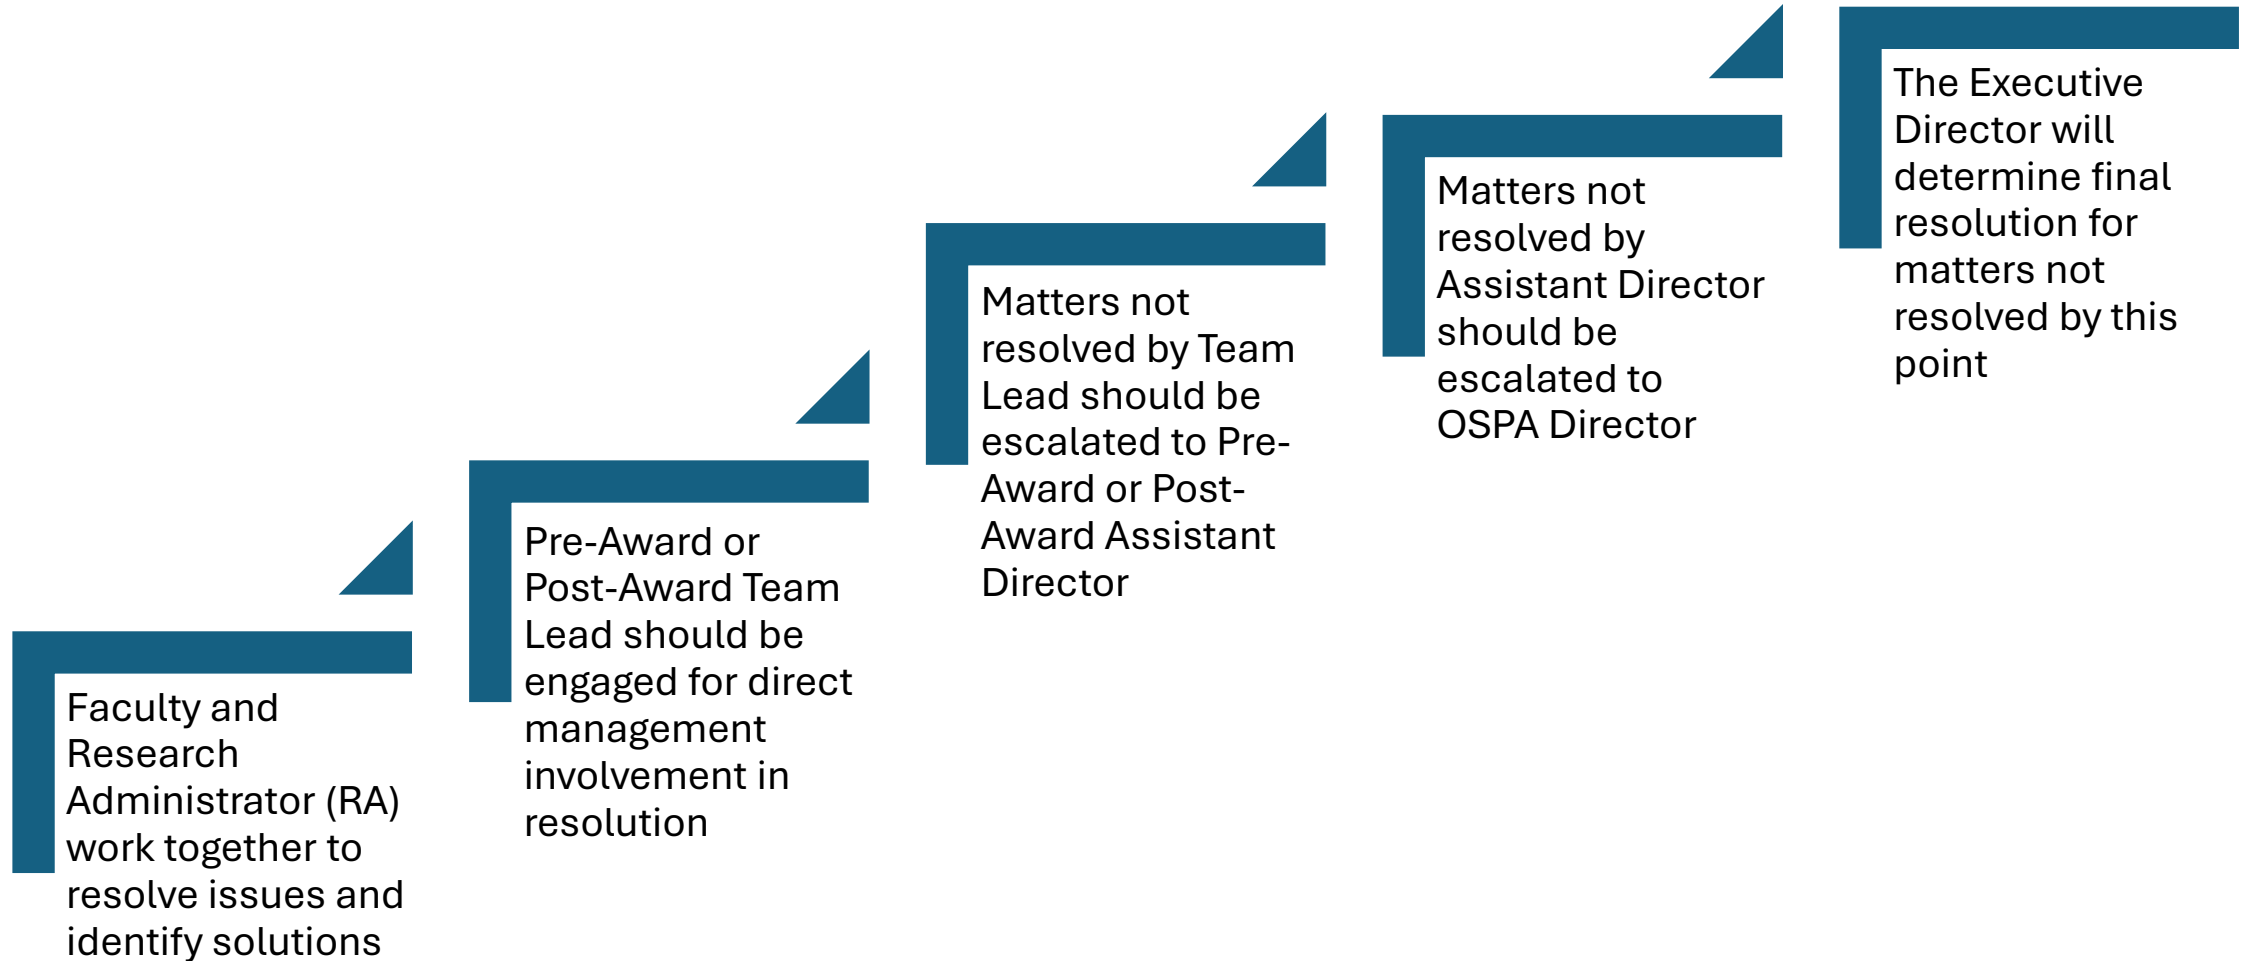 Faculty and
Research
Administrator (RA)
work together to
resolve issues and
identify solutions
Pre-Award or
Post-Award Team
Lead should be
engaged for direct
management
involvement in
resolution
Matters not
resolved by Team
Lead should be
escalated to Pre-
Award or Post-
Award Assistant
Director
Matters not
resolved by
Assistant Director
should be
escalated to
OSPA Director
The Executive
Director will
determine final
resolution for
matters not
resolved by this
point